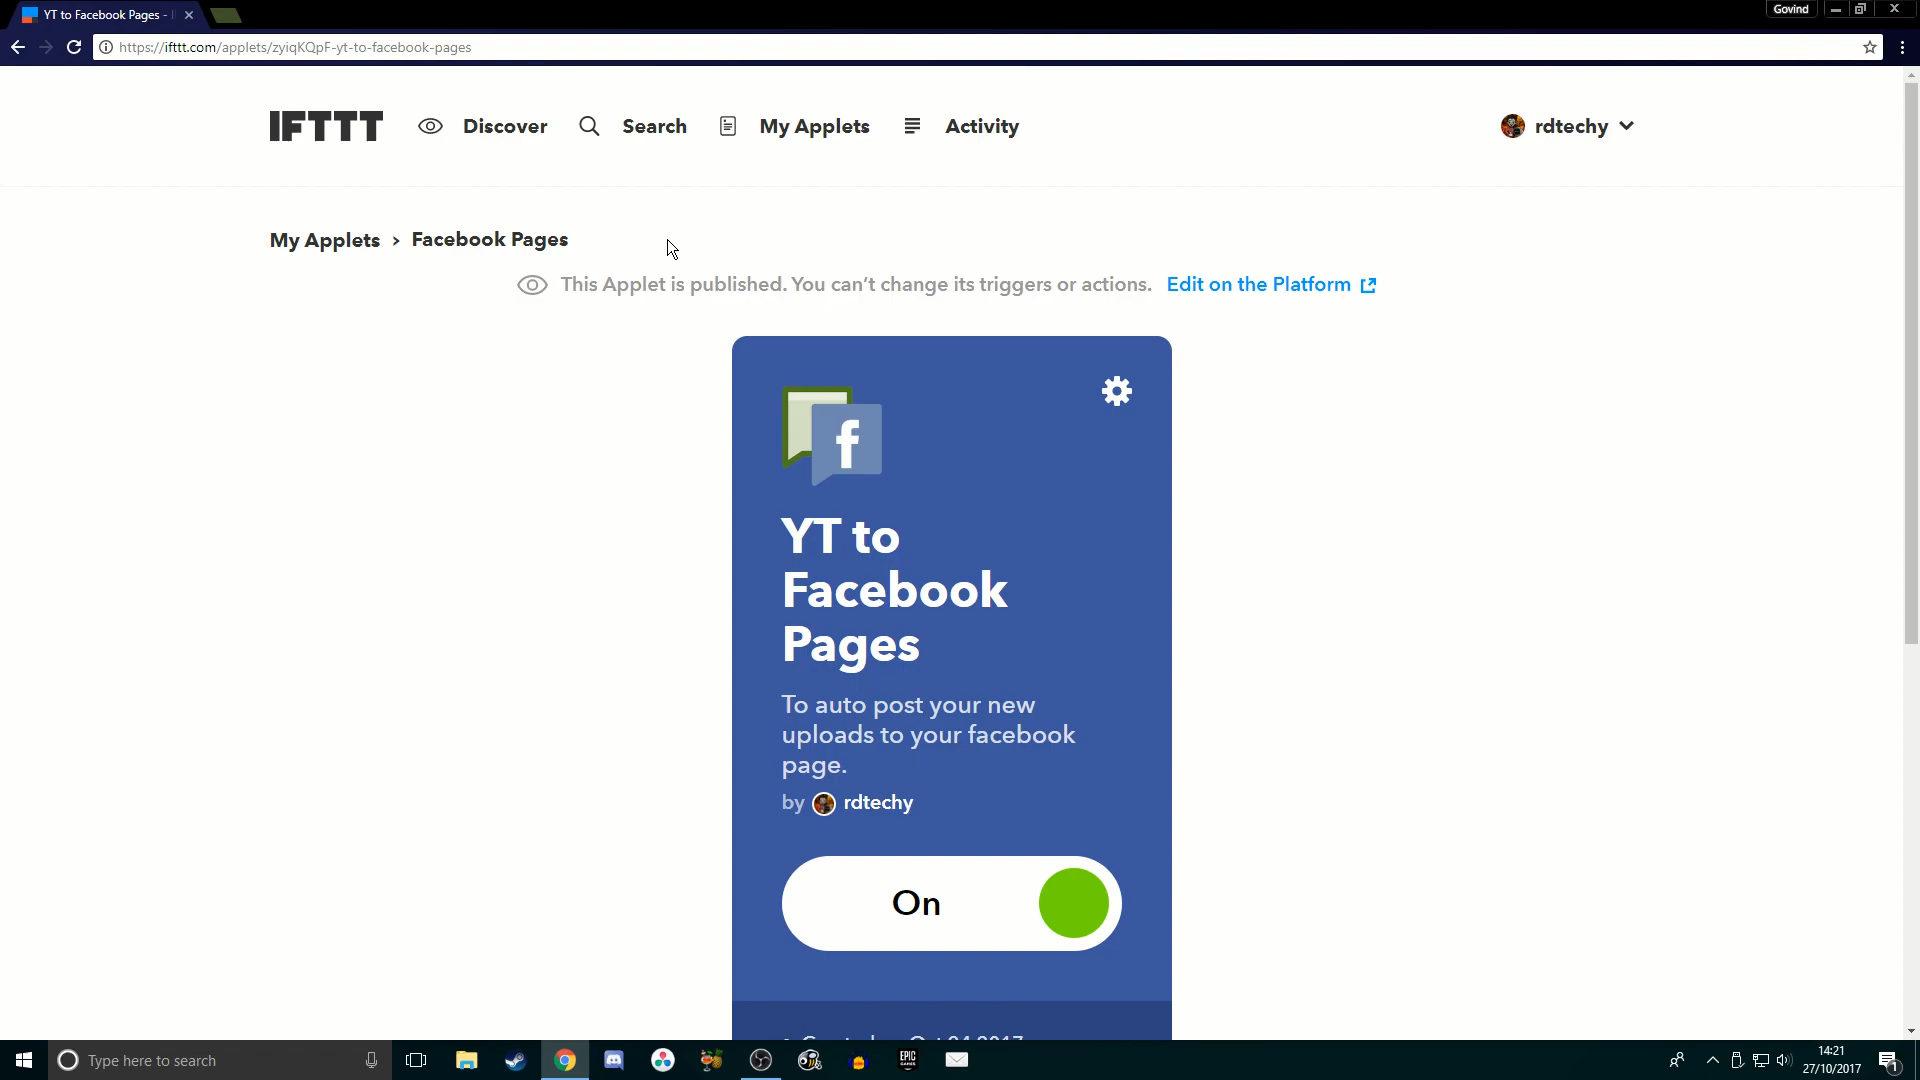 YT to Facebook Pages -
Govind
https://ifttt.com/applets/zyiqKQpF-yt-to-facebook-pages
IFTTT Discover Search My Applets Activity rdtechy
My Applets › Facebook Pages
This Applet is published. You can’t change its triggers or actions. Edit on the Platform
f
YT to
Facebook
Pages
To auto post your new
uploads to your facebook
page.
by rdtechy
On
Type here to search
EPIC
GAMES
14:21
27/10/2017
1